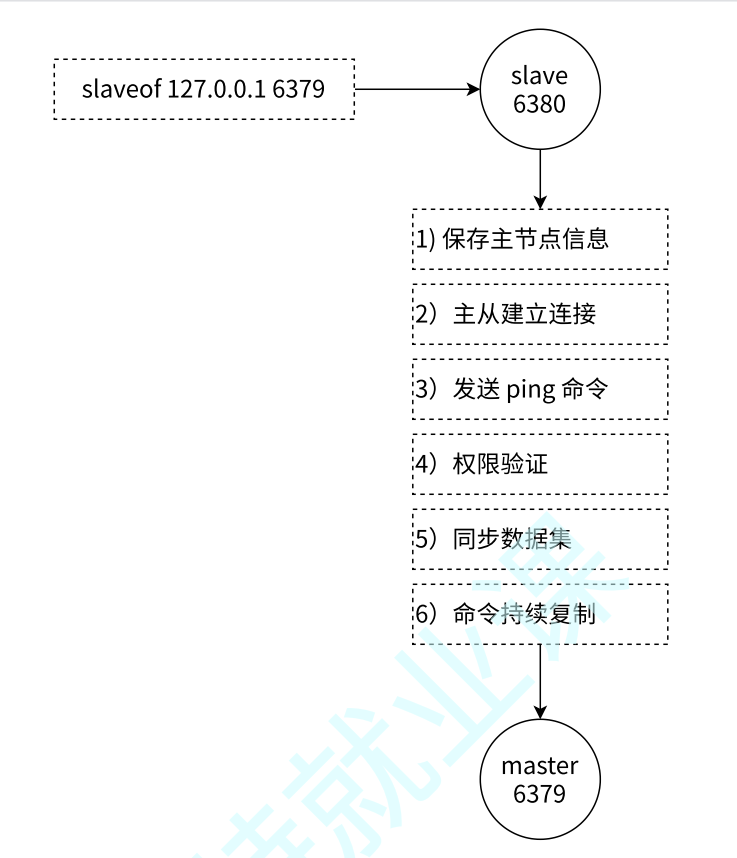 slaveof 127.0.0.1 6379
slave
6380
1) 保存主节点信息
2）主从建立连接
3）发送 ping 命令
4）权限验证
5）同步数据集
6）命令持续复制
master
6379
特就业课